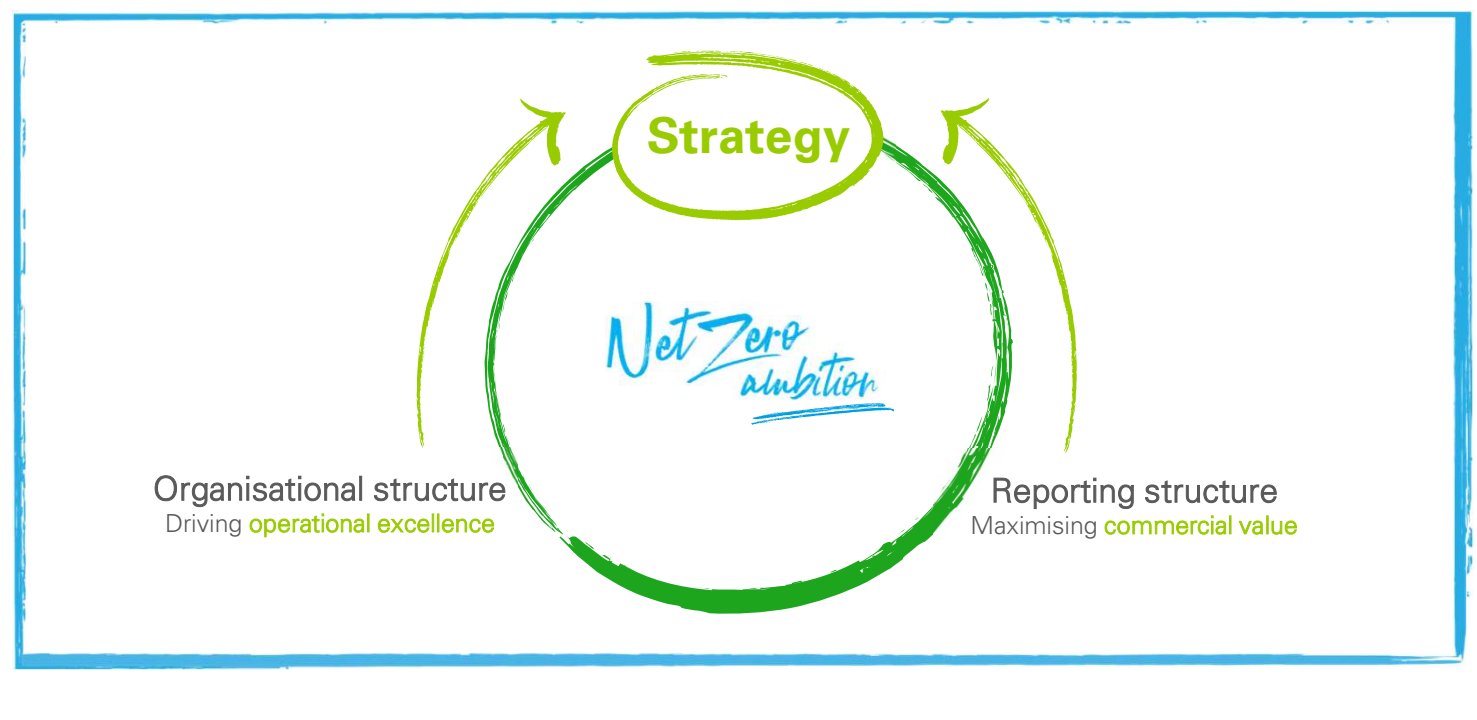 Strategy
Net Zero
ambition
Organisational structure
Driving operational excellence
Reporting structure
Maximising commercial value